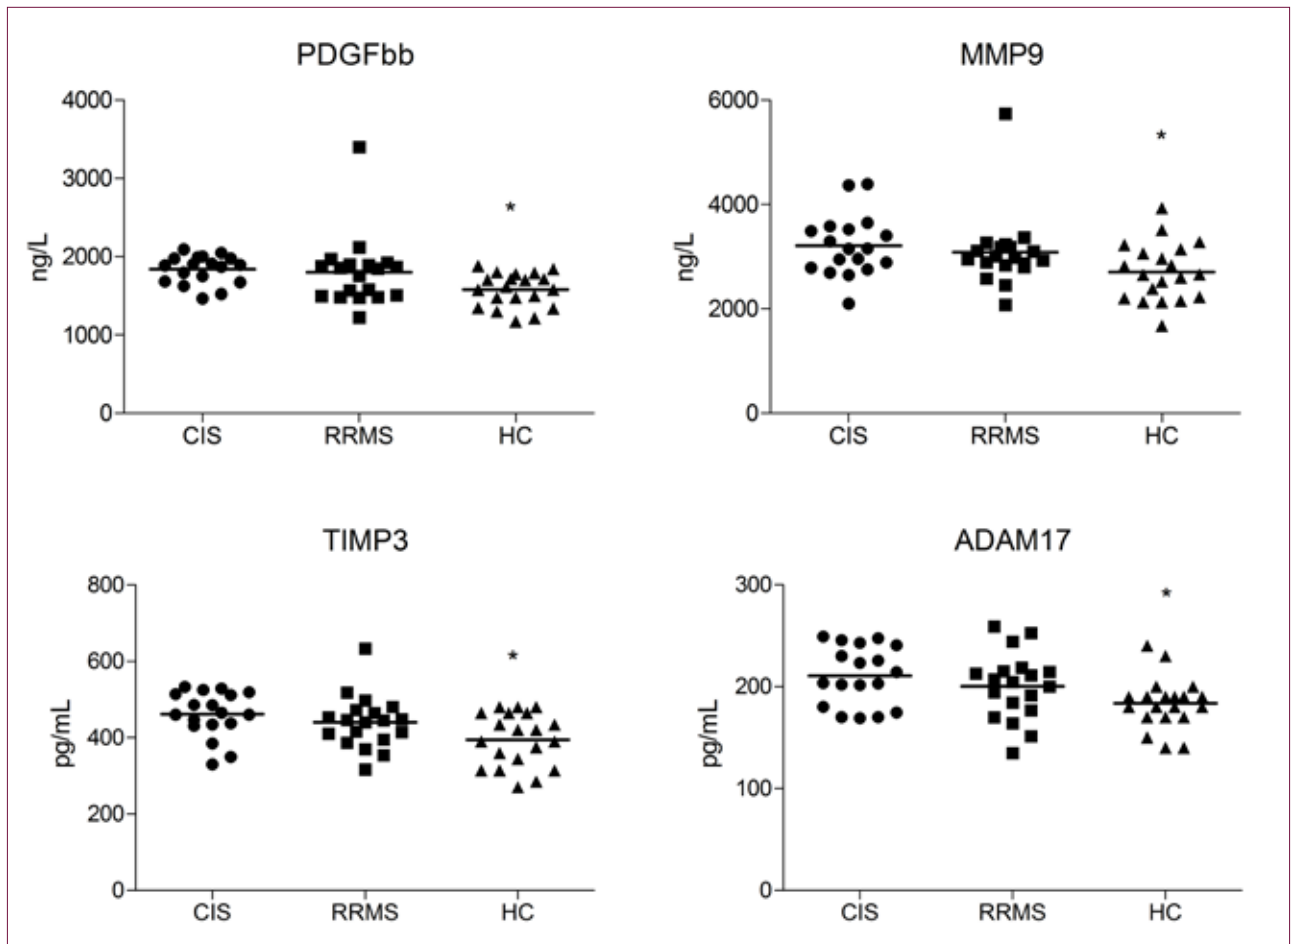 PDGFbb
4000
3000
2000
1000
0
ng/L
*
CIS RRMS HC
MMP9
6000
4000
2000
0
ng/L
*
CIS RRMS HC
TIMP3
800
600
400
200
0
pg/mL
*
CIS RRMS HC
ADAM17
300
200
100
0
pg/mL
*
CIS RRMS HC